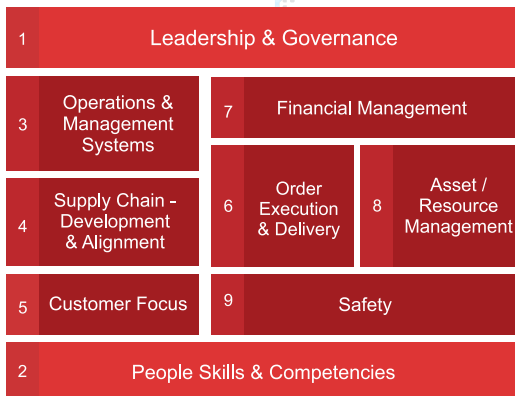 1
Leadership & Governance
3
Operations &
Management
Systems
7
Financial Management
4
Supply Chain -
Development
& Alignment
6
Order
Execution
& Delivery
8
Asset /
Resource
Management
5
Customer Focus
9
Safety
2
People Skills & Competencies